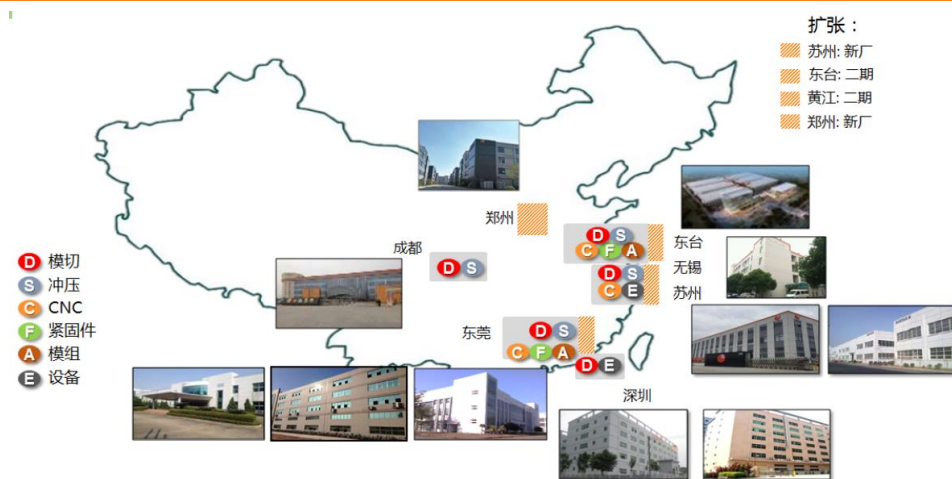 扩张：
苏州: 新厂
东台: 二期
黄江: 二期
郑州: 新厂
郑州
D S
东台
C F A
成都
D S
无锡
D S
苏州
C E
D 模切
S 冲压
C CNC
F 紧固件
A 模组
E 设备
东莞
D S
C F A
D E
深圳